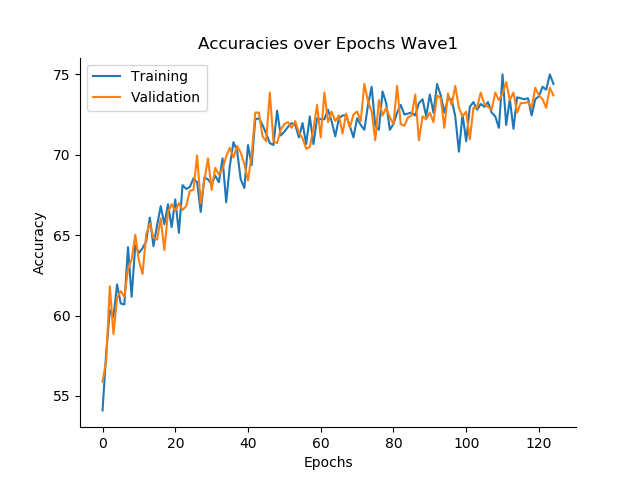 Accuracies over Epochs Wave1
Training
Validation
Accuracy
75
70
65
60
55
0 20 40 60 80 100 120
Epochs